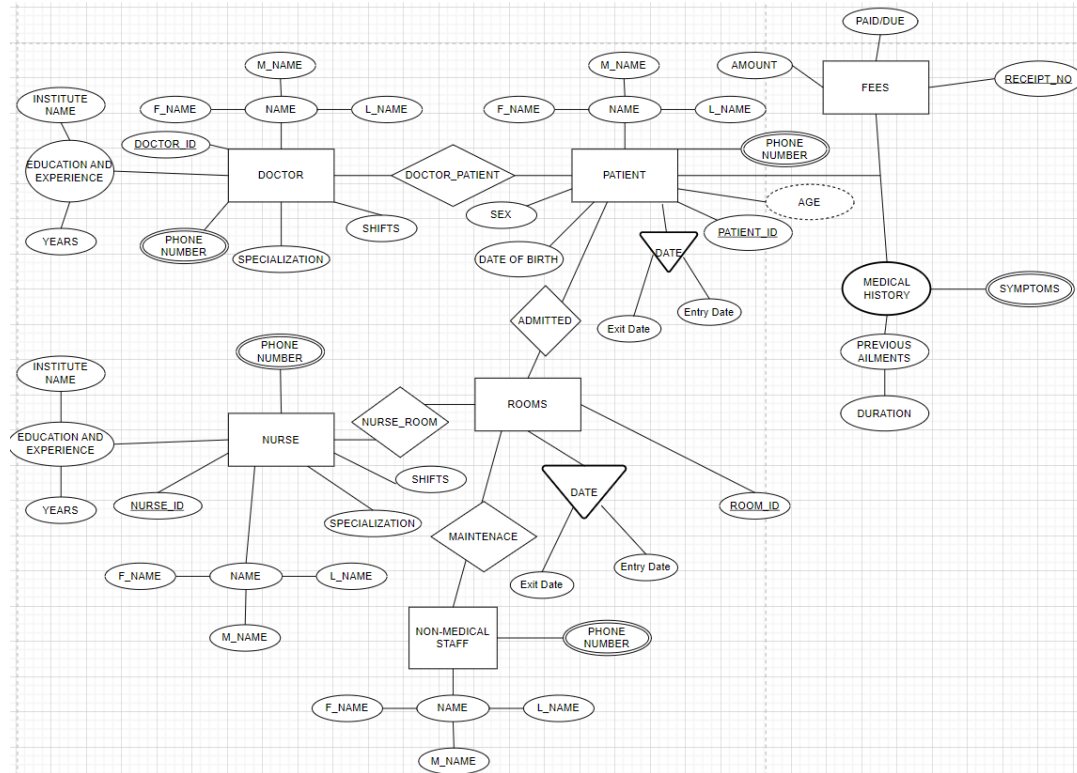 PAID/DUE
M_NAME
M_NAME
AMOUNT
RECEIPT_NO
FEES
INSTITUTE
NAME
F_NAME
NAME
L_NAME
F_NAME
NAME
L_NAME
DOCTOR_ID
PHONE
NUMBER
EDUCATION AND
EXPERIENCE
DOCTOR
DOCTOR_PATIENT
PATIENT
AGE
SEX
SHIFTS
PATIENT_ID
YEARS
PHONE
NUMBER
SPECIALIZATION
DATE OF BIRTH
DATE
MEDICAL
HISTORY
SYMPTOMS
ADMITTED
Exit Date
Entry Date
PHONE
NUMBER
PREVIOUS
AILMENTS
INSTITUTE
NAME
ROOMS
DURATION
NURSE_ROOM
EDUCATION AND
EXPERIENCE
NURSE
SHIFTS
DATE
YEARS
NURSE_ID
SPECIALIZATION
ROOM_ID
MAINTENACE
F_NAME
NAME
L_NAME
Exit Date
Entry Date
M_NAME
NON-MEDICAL
STAFF
PHONE
NUMBER
F_NAME
NAME
L_NAME
M_NAME